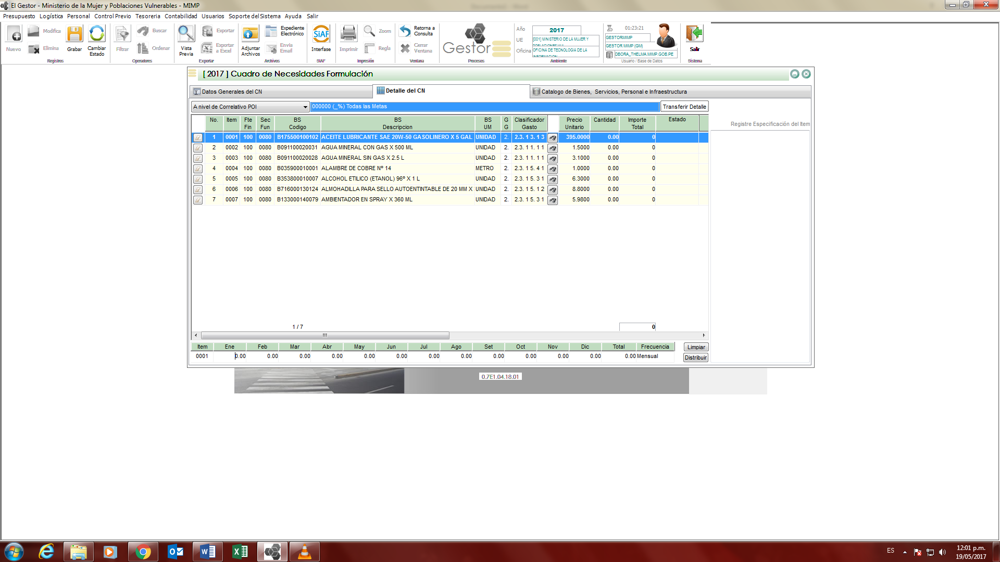 El Gestor - Ministerio de la Mujer y Poblaciones Vulnerables - MIMP
Presupuesto Logística Personal Control Previo Tesoreria Contabilidad Usuarios Soporte del Sistema Ayuda Salir
Nuevo Modifica Elimina Grabar Cambiar Estado Registros
Filtrar Buscar Ordenar Operadores
Vista Previa Exportar Exportar a Excel Exportar
Adjuntar Archivos Expediente Electrónico Envia Email Archivos
SiAF Interfase SIAF
Imprimir Zoom Regla Impresión
Retorna a Consulta Cerrar Ventana Ventana
Gestor Procesos
Año 2017
UE [001] MINISTERIO DE LA MUJER Y
Oficina OFICINA DE TECNOLOGIA DE LA
Ambiente
01:23:21
GESTORMIMP
GESTOR MIMP (GM)
DBORA_THELMA.MIMP.GOB.PE
Usuario / Base de Datos
Salir
Sistema
[ 2017 ] Cuadro de Necesidades Formulación
Datos Generales del CN Detalle del CN Catalogo de Bienes, Servicios, Personal e Infraestructura
A nivel de Correlativo POI 000000 (_%) Todas las Metas Transferir Detalle
Registre Especificación del Item
No. Item Fte Fin Sec Fun BS Codigo BS Descripcion BS UM G G Clasificador Gasto Precio Unitario Cantidad Importe Total Estado
1 0001 100 0080 B175500100102 ACEITE LUBRICANTE SAE 20W-50 GASOLINERO X 5 GAL UNIDAD 2. 2.3. 1 3. 1 3 395.0000 0.00 0
2 0002 100 0080 B091100020031 AGUA MINERAL CON GAS X 500 ML UNIDAD 2. 2.3. 1 1. 1 1 1.5000 0.00 0
3 0003 100 0080 B091100020028 AGUA MINERAL SIN GAS X 2.5 L UNIDAD 2. 2.3. 1 1. 1 1 3.1000 0.00 0
4 0004 100 0080 B035900010001 ALAMBRE DE COBRE Nº 14 METRO 2. 2.3. 1 5. 4 1 1.0000 0.00 0
5 0005 100 0080 B353800010007 ALCOHOL ETILICO (ETANOL) 96º X 1 L UNIDAD 2. 2.3. 1 5. 3 1 6.3000 0.00 0
6 0006 100 0080 B716000130124 ALMOHADILLA PARA SELLO AUTOENTINTABLE DE 20 MM X UNIDAD 2. 2.3. 1 5. 1 2 8.8000 0.00 0
7 0007 100 0080 B133000140079 AMBIENTADOR EN SPRAY X 360 ML UNIDAD 2. 2.3. 1 5. 3 1 5.9800 0.00 0
1 / 7 0
Item Ene Feb Mar Abr May Jun Jul Ago Set Oct Nov Dic Total Frecuencia Limpiar
0001 0.00 0.00 0.00 0.00 0.00 0.00 0.00 0.00 0.00 0.00 0.00 0.00 0.00 Mensual Distribuir
0.7E1.04.18.01
ES
12:01 p.m.
19/05/2017